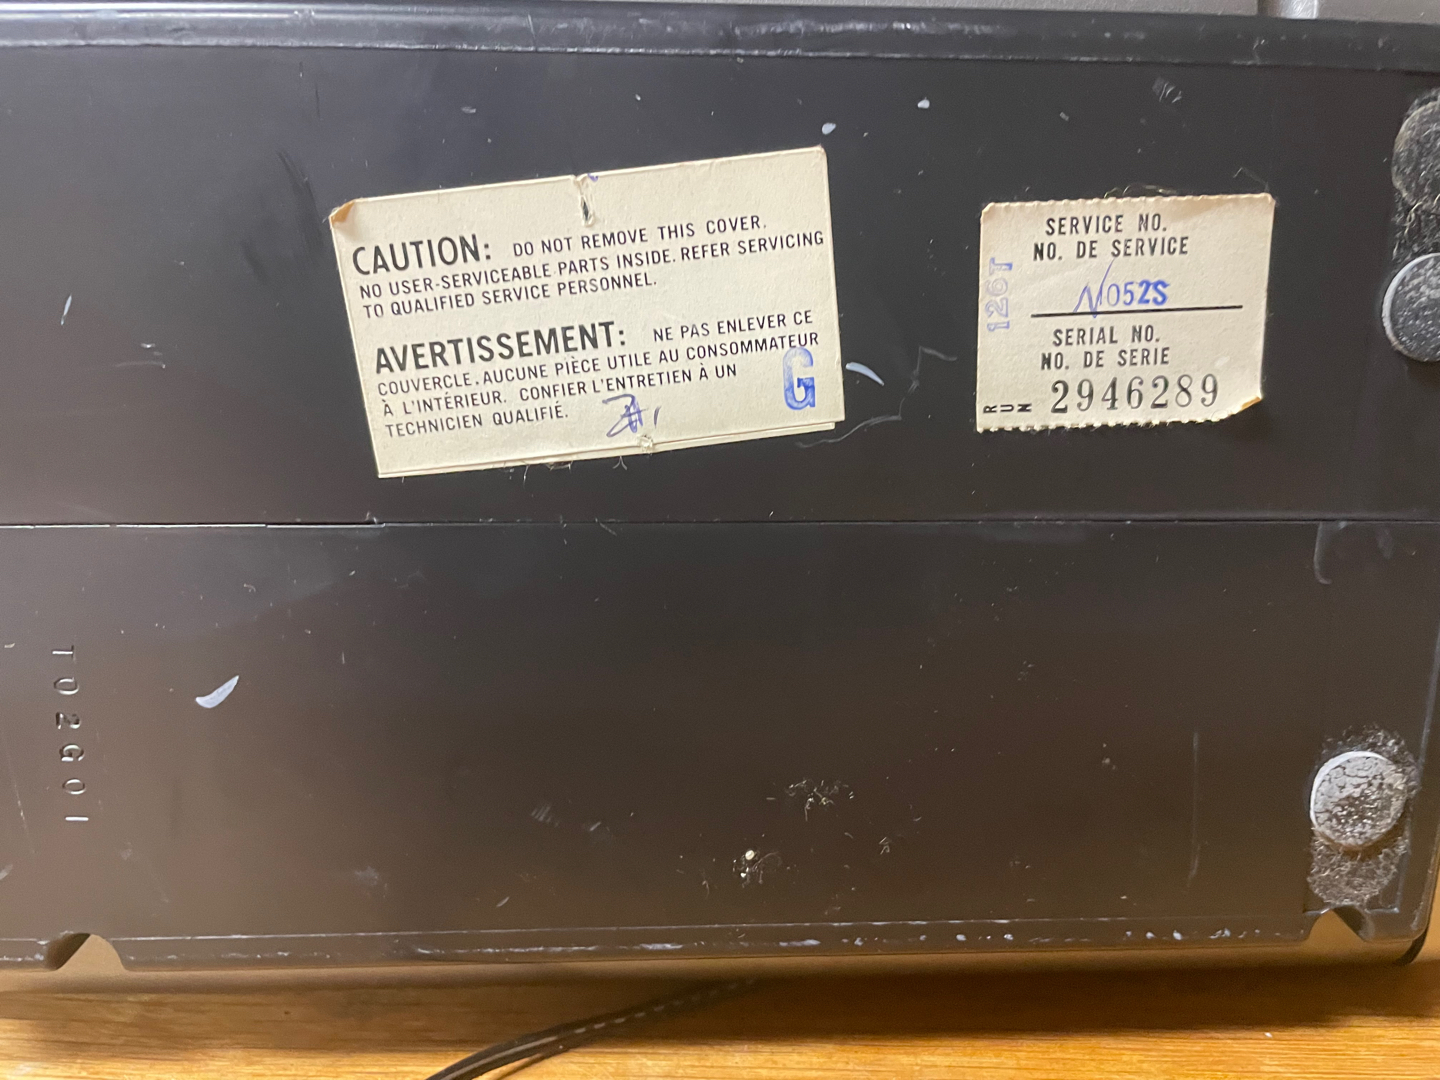 CAUTION: DO NOT REMOVE THIS COVER.
NO USER-SERVICEABLE PARTS INSIDE. REFER SERVICING
TO QUALIFIED SERVICE PERSONNEL.
AVERTISSEMENT: NE PAS ENLEVER CE
COUVERCLE. AUCUNE PIÈCE UTILE AU CONSOMMATEUR
À L'INTÉRIEUR. CONFIER L'ENTRETIEN À UN
TECHNICIEN QUALIFIÉ.
G
SERVICE NO.
NO. DE SERVICE
N052S
126T
SERIAL NO.
NO. DE SERIE
RUN 2946289
T02G01